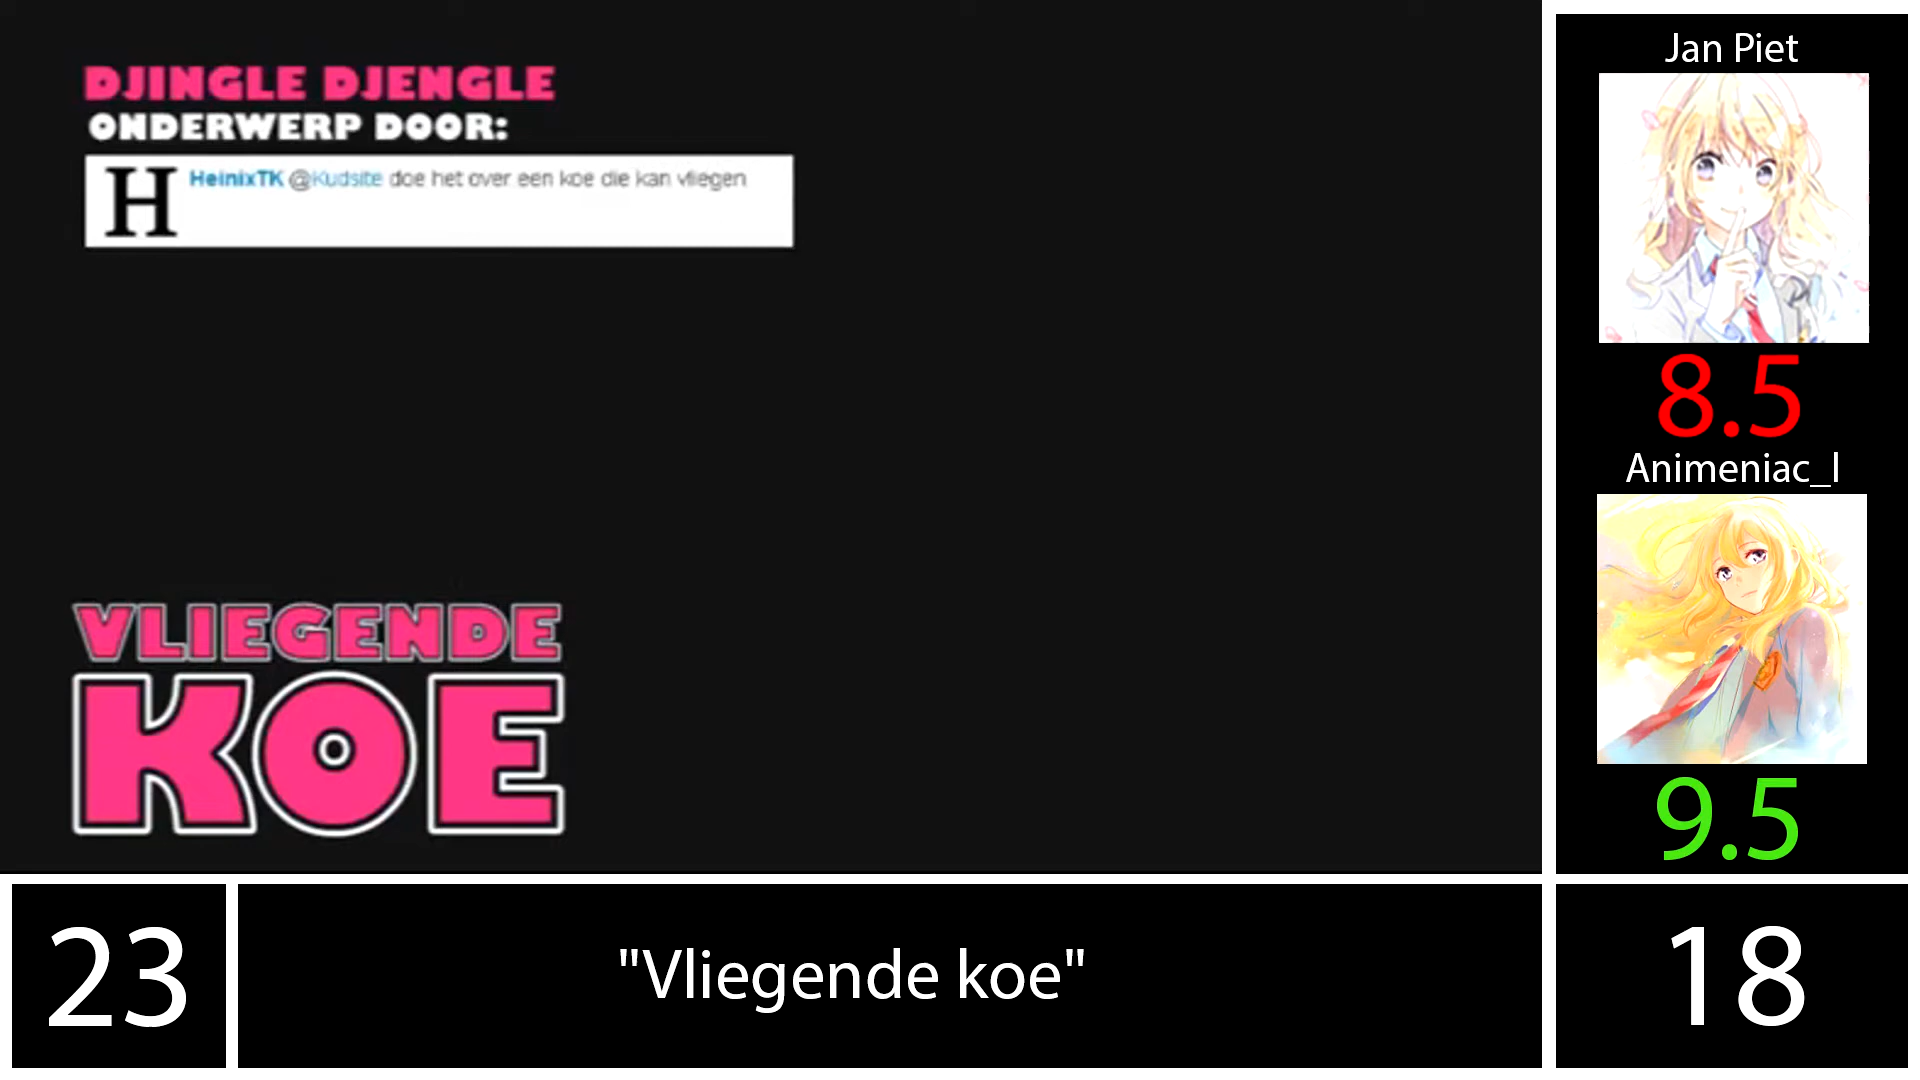 DJINGLE DJENGLE
ONDERWERP DOOR:
H
HeinixTK @Kudsite doe het over een koe die kan vliegen
VLIEGENDE
KOE
Jan Piet
8.5
Animeniac_I
9.5
23
"Vliegende koe"
18